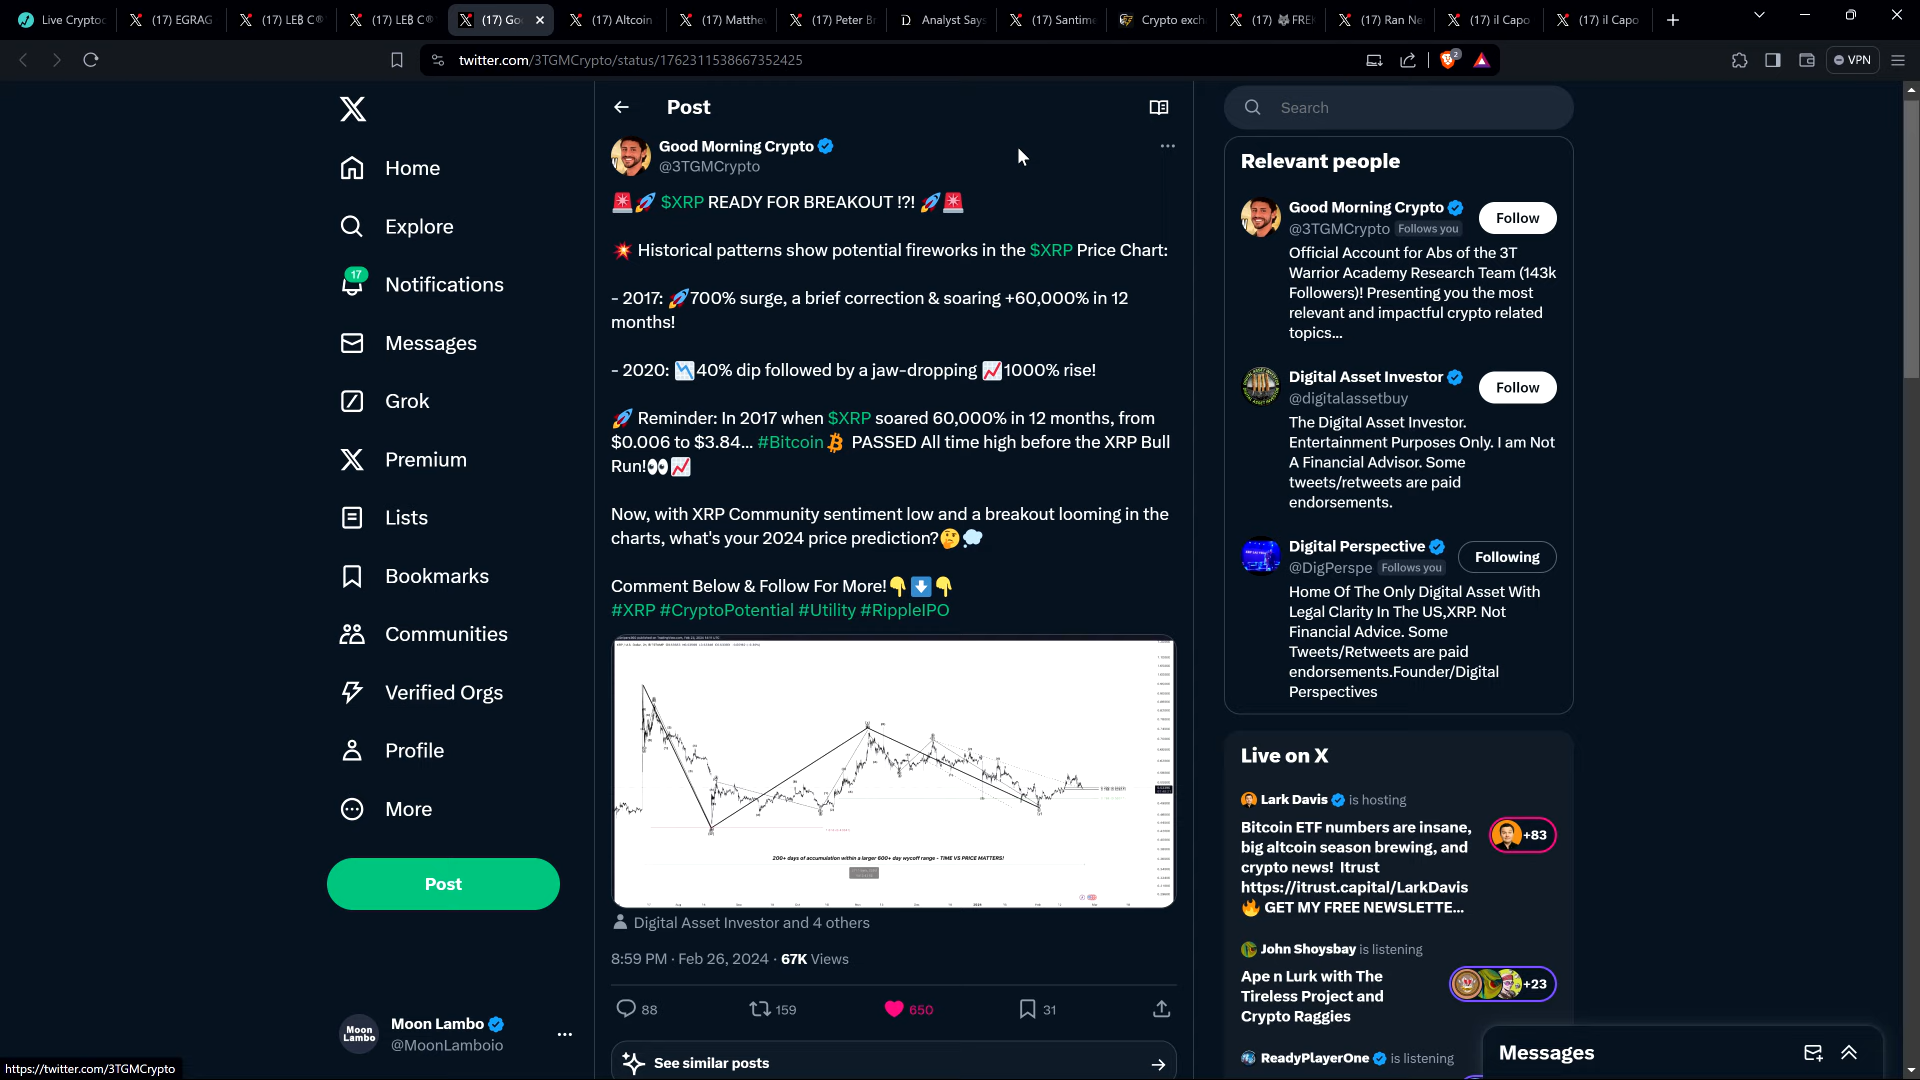 Live Cryptoc
(17) EGRAG
(17) LEB C®
(17) LEB C®
(17) Go
(17) Altcoin
(17) Matthe
(17) Peter Br
Analyst Say
(17) Santime
Crypto exch
(17) 🐺FRE
(17) Ran Ne
(17) il Capo
(17) il Capo
twitter.com/3TGMCrypto/status/1762311538667352425
2
VPN
Home
Explore
17
Notifications
Messages
Grok
Premium
Lists
Bookmarks
Communities
Verified Orgs
Profile
More
Post
Moon Lambo
Moon Lambo
@MoonLamboio
https://twitter.com/3TGMCrypto
Post
Good Morning Crypto
@3TGMCrypto
🚨🚀 $XRP READY FOR BREAKOUT !?! 🚀🚨
💥 Historical patterns show potential fireworks in the $XRP Price Chart:
- 2017: 🚀700% surge, a brief correction & soaring +60,000% in 12
months!
- 2020: 📉40% dip followed by a jaw-dropping 📈1000% rise!
🚀 Reminder: In 2017 when $XRP soared 60,000% in 12 months, from
$0.006 to $3.84... #Bitcoin PASSED All time high before the XRP Bull
Run!👀📈
Now, with XRP Community sentiment low and a breakout looming in the
charts, what's your 2024 price prediction?🤔💭
Comment Below & Follow For More!👇⬇️👇
#XRP #CryptoPotential #Utility #RippleIPO
200+ days of accumulation within a larger 600+ day wycoff range - TIME VS PRICE MATTERS!
Digital Asset Investor and 4 others
8:59 PM · Feb 26, 2024 · 67K Views
88
159
650
31
See similar posts
Search
Relevant people
Good Morning Crypto
@3TGMCrypto Follows you
Follow
Official Account for Abs of the 3T
Warrior Academy Research Team (143k
Followers)! Presenting you the most
relevant and impactful crypto related
topics...
Digital Asset Investor
@digitalassetbuy
Follow
The Digital Asset Investor.
Entertainment Purposes Only. I am Not
A Financial Advisor. Some
tweets/retweets are paid
endorsements.
Digital Perspective
@DigPerspe Follows you
Following
Home Of The Only Digital Asset With
Legal Clarity In The US,XRP. Not
Financial Advice. Some
Tweets/Retweets are paid
endorsements.Founder/Digital
Perspectives
Live on X
Lark Davis is hosting
Bitcoin ETF numbers are insane,
big altcoin season brewing, and
crypto news! Itrust
https://itrust.capital/LarkDavis
🔥 GET MY FREE NEWSLETTE...
+83
John Shoysbay is listening
Ape n Lurk with The
Tireless Project and
Crypto Raggies
+23
ReadyPlayerOne is listening
Messages